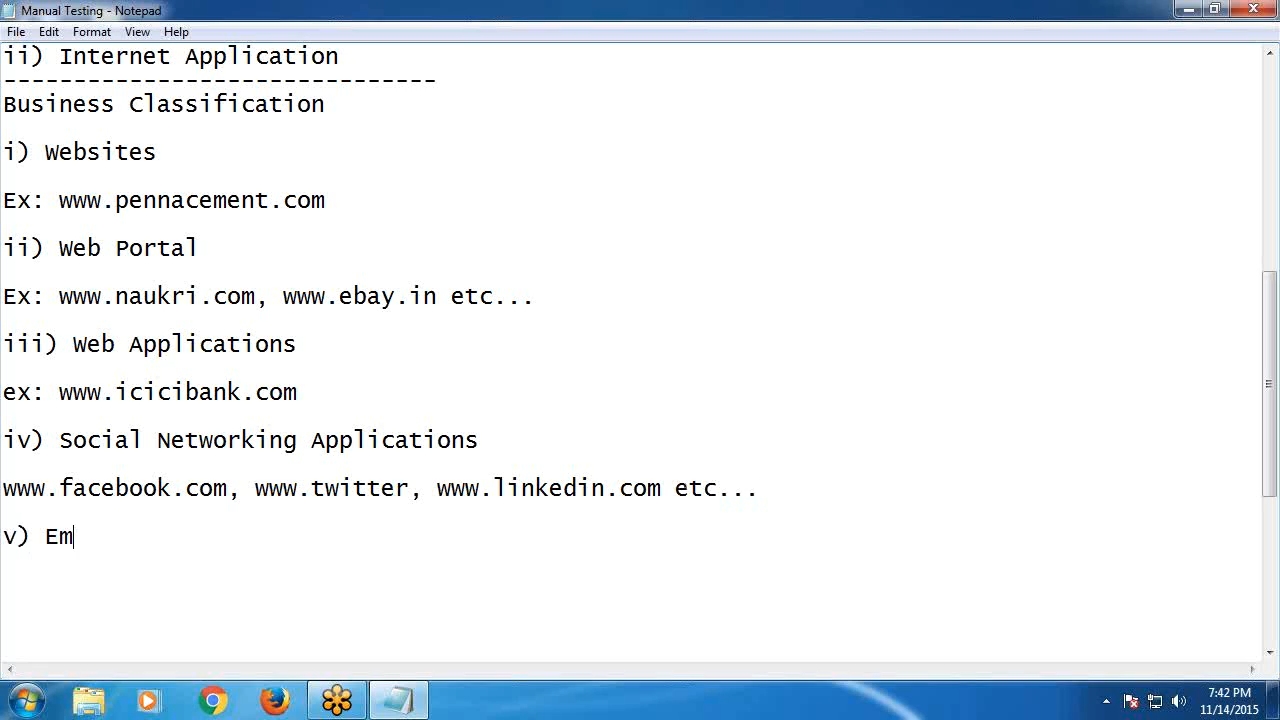 Manual Testing - Notepad
File Edit Format View Help
ii) Internet Application
-------------------------------
Business Classification
i) Websites
Ex: www.pennacement.com
ii) Web Portal
Ex: www.naukri.com, www.ebay.in etc...
iii) Web Applications
ex: www.icicibank.com
iv) Social Networking Applications
www.facebook.com, www.twitter, www.linkedin.com etc...
v) Em
7:42 PM
11/14/2015